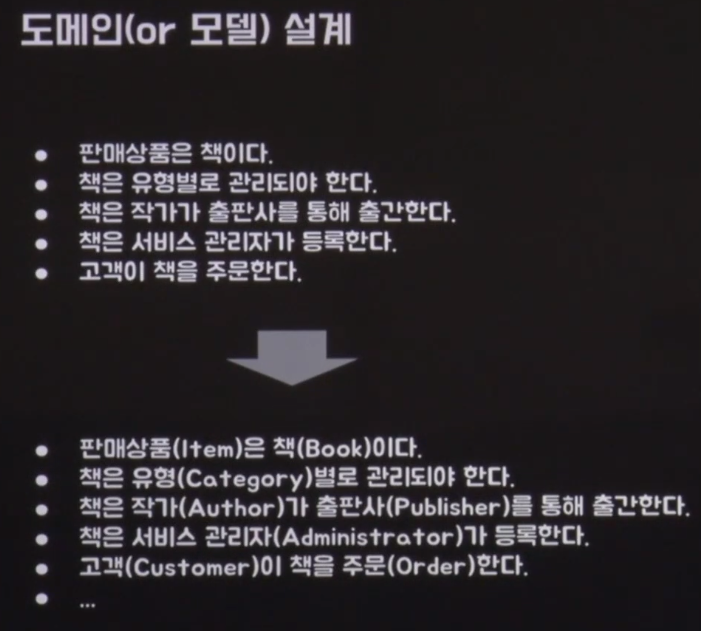 도메인(or 모델) 설계
● 판매상품은 책이다.
● 책은 유형별로 관리되야 한다.
● 책은 작가가 출판사를 통해 출간한다.
● 책은 서비스 관리자가 등록한다.
● 고객이 책을 주문한다.
● 판매상품(Item)은 책(Book)이다.
● 책은 유형(Category)별로 관리되야 한다.
● 책은 작가(Author)가 출판사(Publisher)를 통해 출간한다.
● 책은 서비스 관리자(Administrator)가 등록한다.
● 고객(Customer)이 책을 주문(Order)한다.
● ...